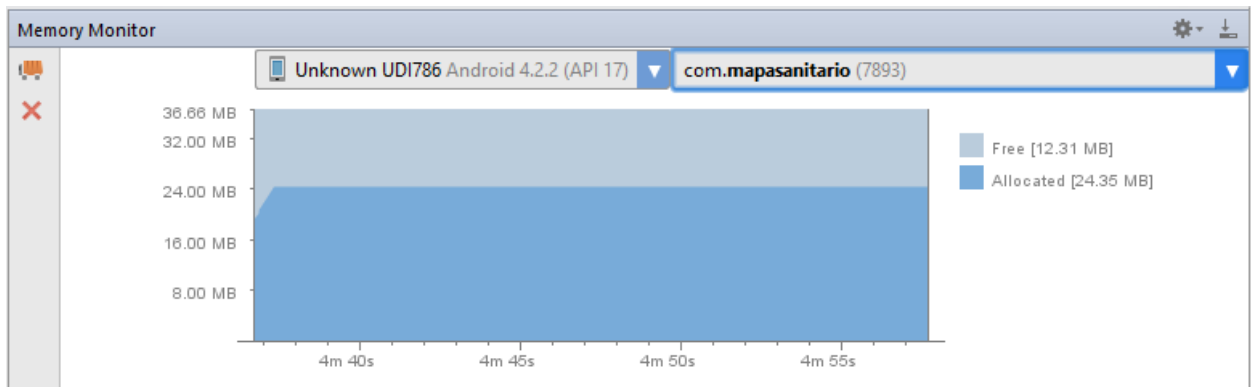 Memory Monitor
Unknown UDI786 Android 4.2.2 (API 17) com.mapasanitario (7893)
36.66 MB
32.00 MB
24.00 MB
16.00 MB
8.00 MB
Free [12.31 MB]
Allocated [24.35 MB]
4m 40s 4m 45s 4m 50s 4m 55s